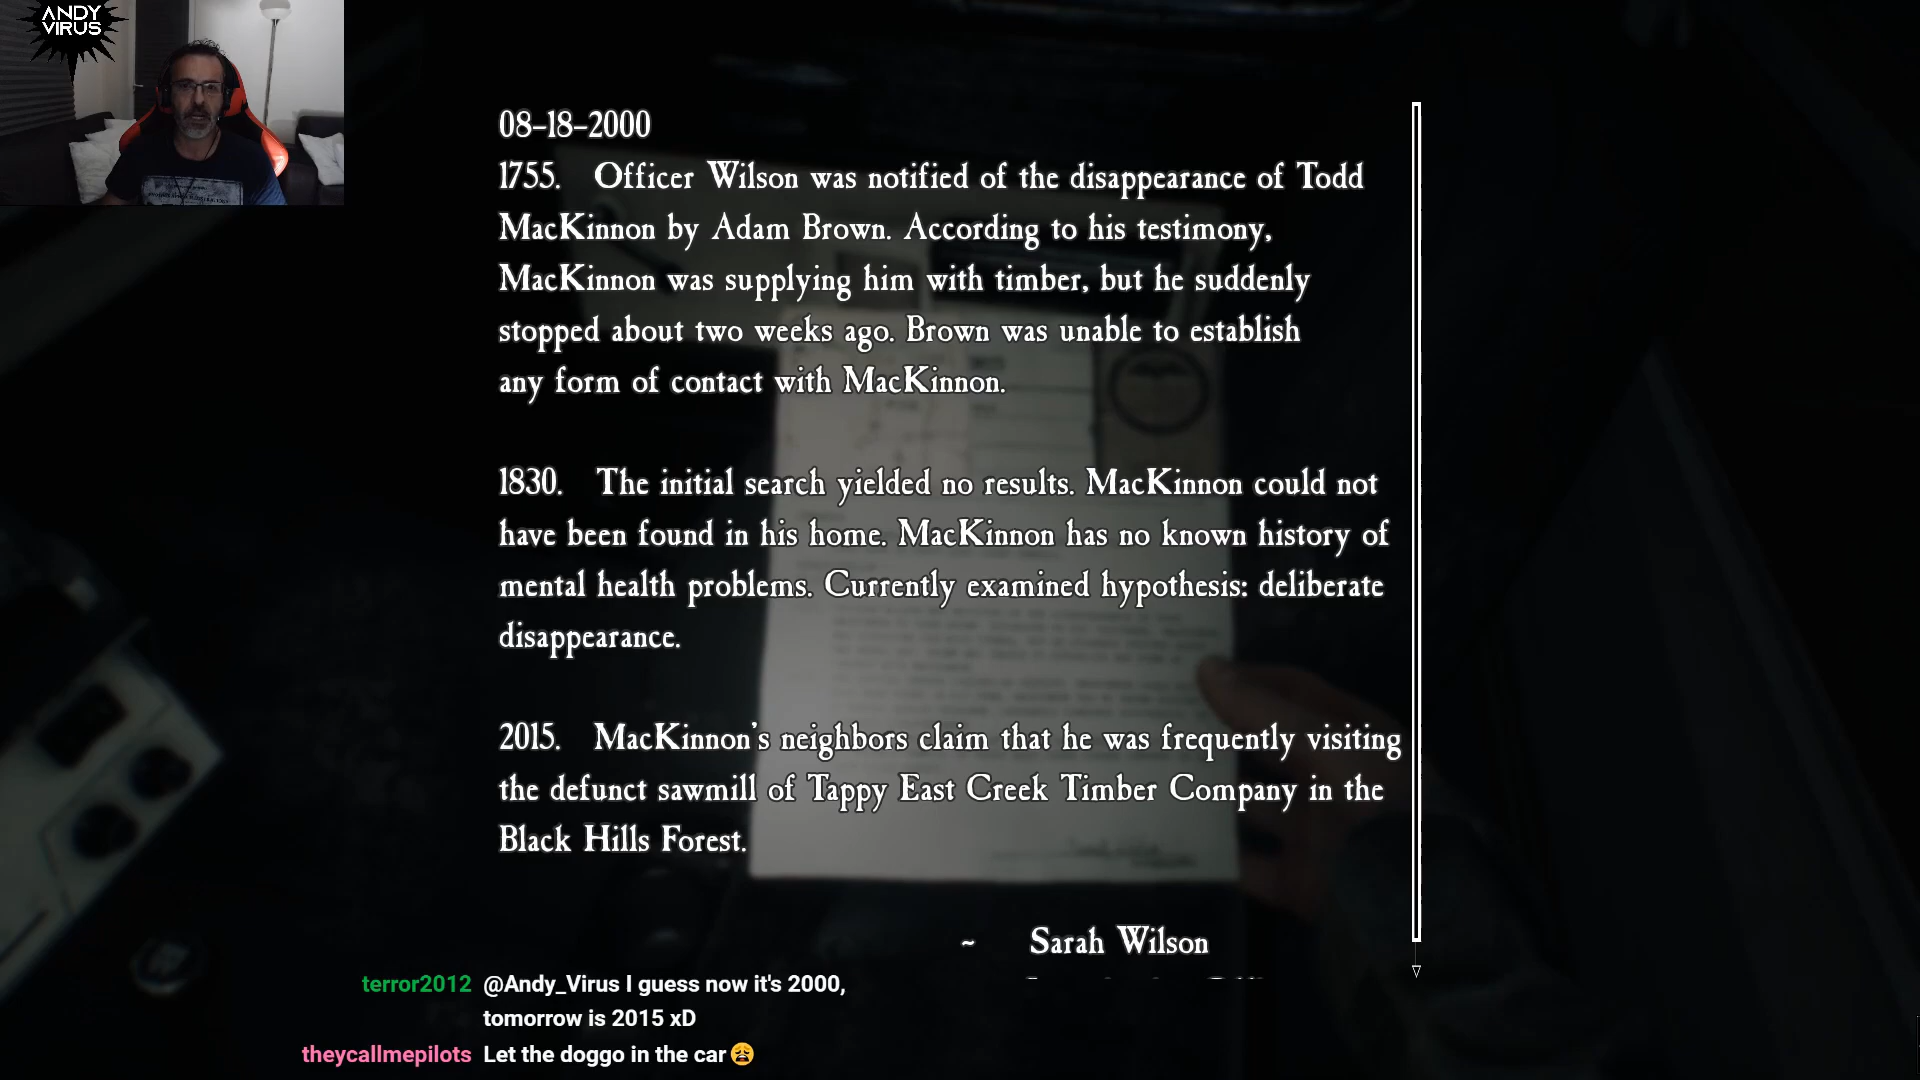 ANDY
VIRUS
08-18-2000
1755. Officer Wilson was notified of the disappearance of Todd
MacKinnon by Adam Brown. According to his testimony,
MacKinnon was supplying him with timber, but he suddenly
stopped about two weeks ago. Brown was unable to establish
any form of contact with MacKinnon.
1830. The initial search yielded no results. MacKinnon could not
have been found in his home. MacKinnon has no known history of
mental health problems. Currently examined hypothesis: deliberate
disappearance.
2015. MacKinnon's neighbors claim that he was frequently visiting
the defunct sawmill of Tappy East Creek Timber Company in the
Black Hills Forest.
~ Sarah Wilson
terror2012 @Andy_Virus I guess now it's 2000,
tomorrow is 2015 xD
theycallmepilots Let the doggo in the car😩